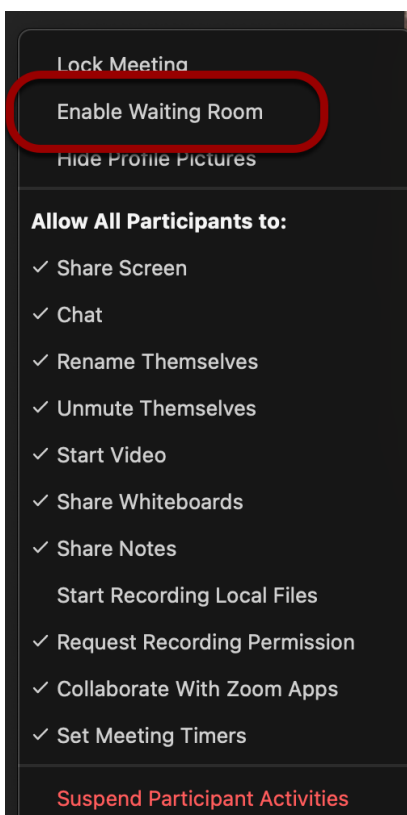 Lock Meeting
Enable Waiting Room
Hide Profile Pictures
Allow All Participants to:
✓ Share Screen
✓ Chat
✓ Rename Themselves
✓ Unmute Themselves
✓ Start Video
✓ Share Whiteboards
✓ Share Notes
Start Recording Local Files
✓ Request Recording Permission
✓ Collaborate With Zoom Apps
✓ Set Meeting Timers
Suspend Participant Activities